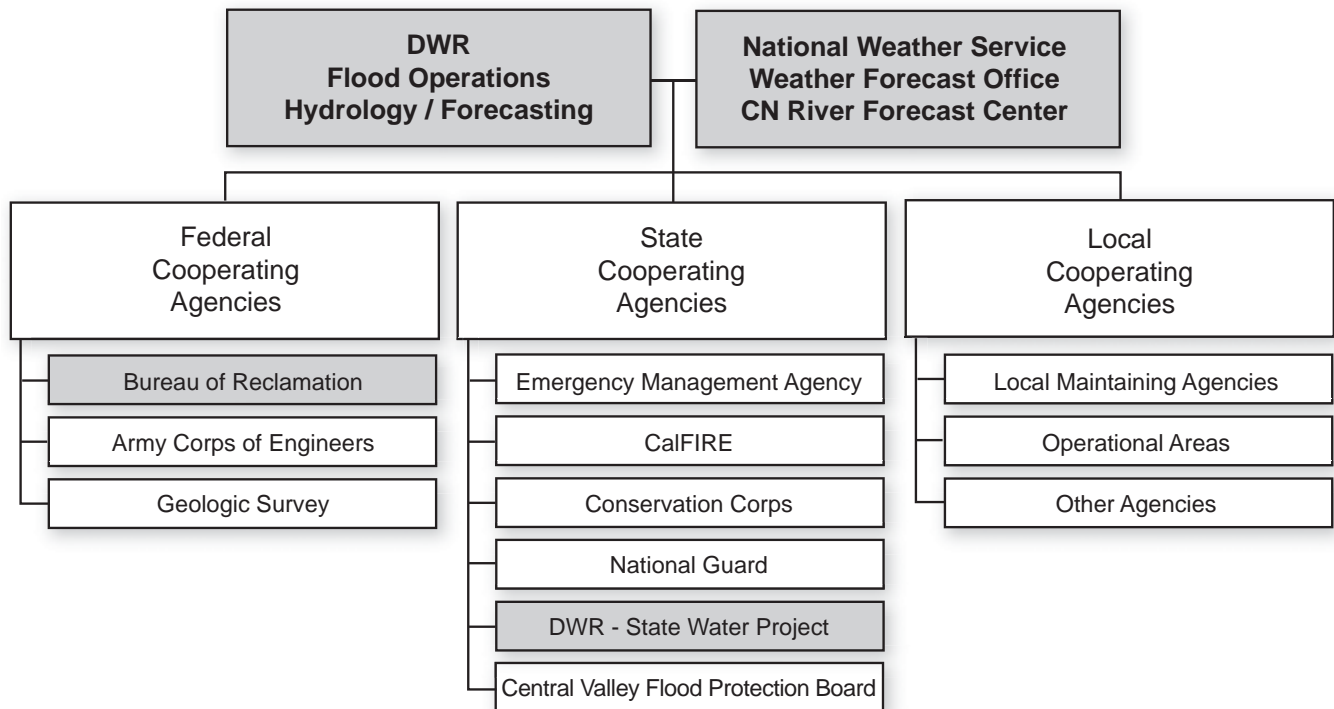 DWR
Flood Operations
Hydrology / Forecasting
National Weather Service
Weather Forecast Office
CN River Forecast Center
Federal
Cooperating
Agencies
Bureau of Reclamation
Army Corps of Engineers
Geologic Survey
State
Cooperating
Agencies
Emergency Management Agency
CalFIRE
Conservation Corps
National Guard
DWR - State Water Project
Central Valley Flood Protection Board
Local
Cooperating
Agencies
Local Maintaining Agencies
Operational Areas
Other Agencies